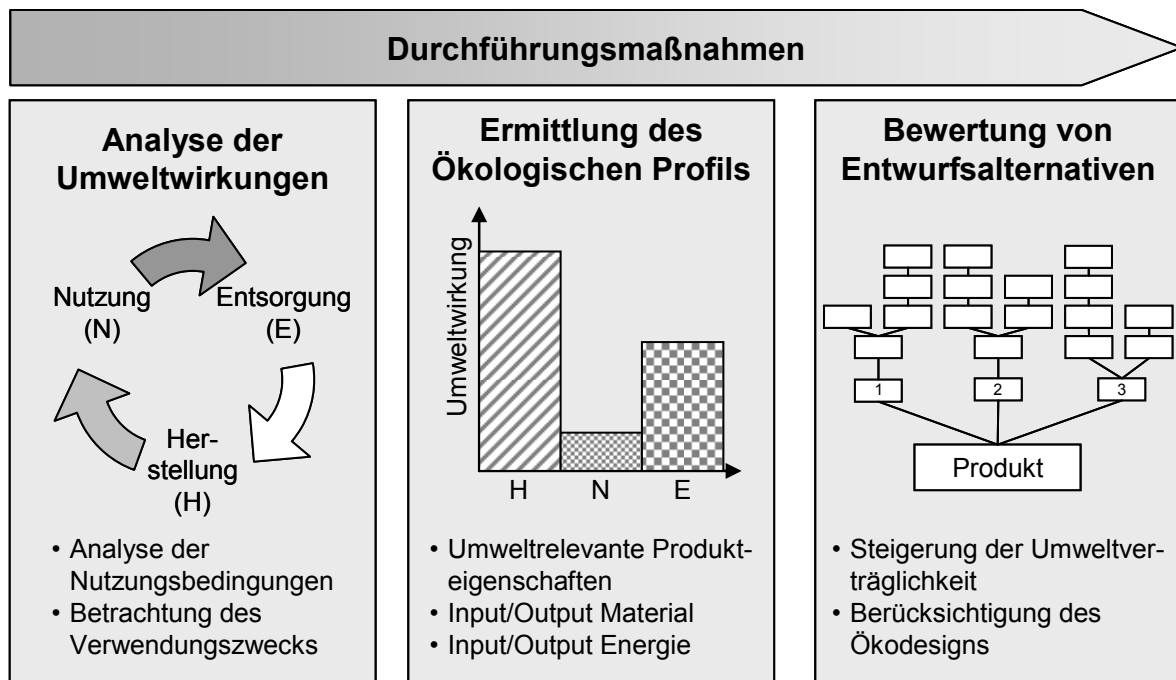 Durchführungsmaßnahmen
Analyse der
Umweltwirkungen
Nutzung
(N)
Entsorgung
(E)
Her-
stellung
(H)
• Analyse der
Nutzungsbedingungen
• Betrachtung des
Verwendungszwecks
Ermittlung des
Ökologischen Profils
Umweltwirkung
H N E
• Umweltrelevante Produkt-
eigenschaften
• Input/Output Material
• Input/Output Energie
Bewertung von
Entwurfsalternativen
1 2 3
Produkt
• Steigerung der Umweltver-
träglichkeit
• Berücksichtigung des
Ökodesigns